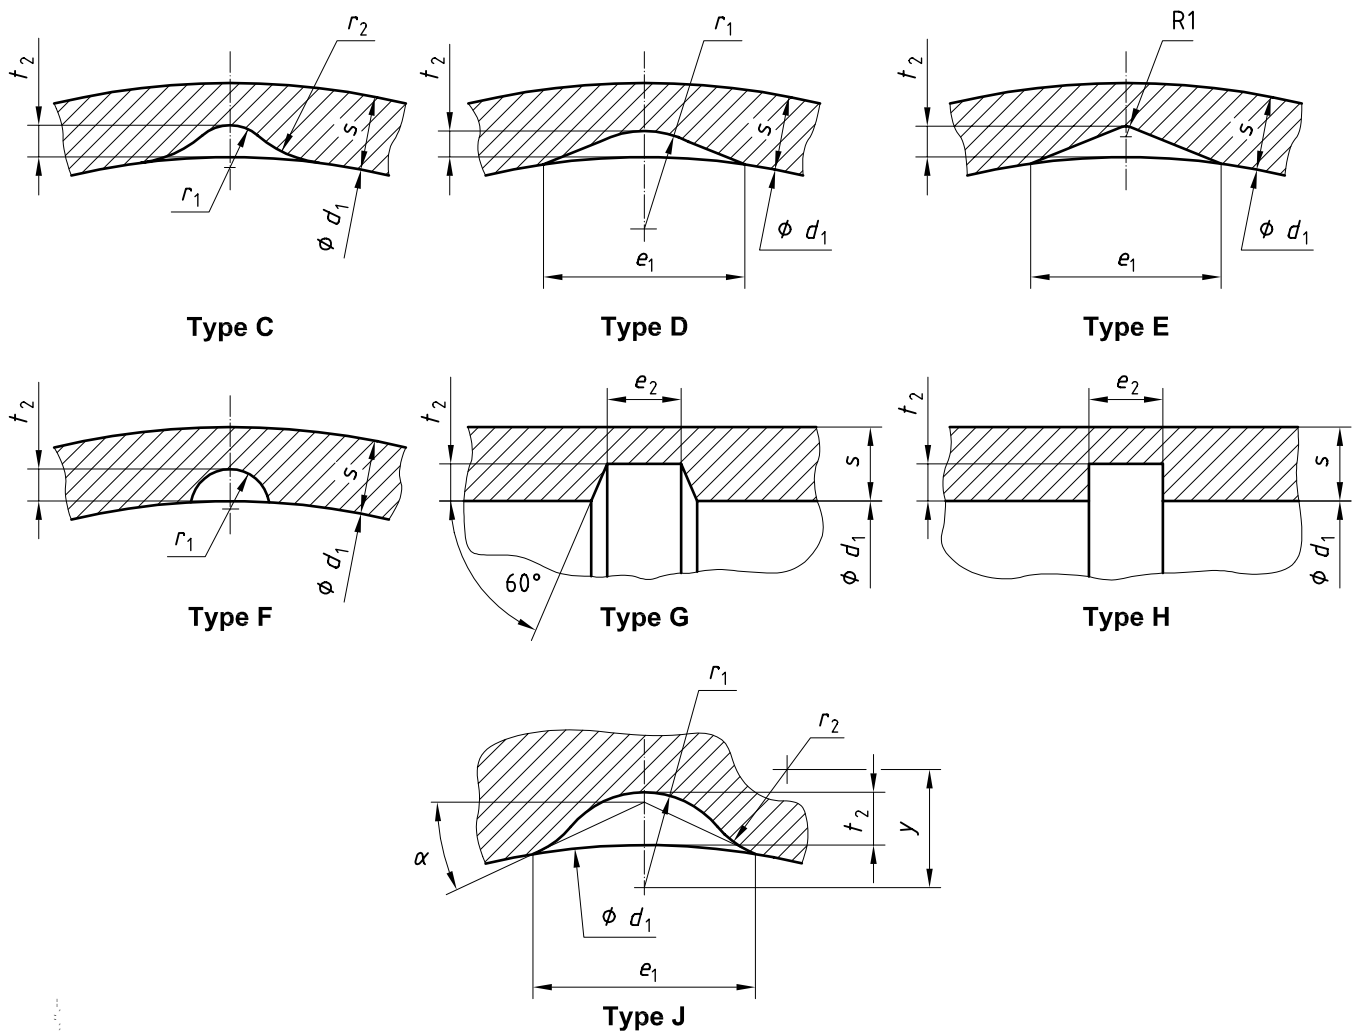 t₂ r₂ s r₁ ϕ d₁
Type C
t₂ r₁ s ϕ d₁ e₁
Type D
t₂ R1 s ϕ d₁ e₁
Type E
t₂ s r₁ ϕ d₁
Type F
t₂ e₂ s 60° ϕ d₁
Type G
t₂ e₂ s ϕ d₁
Type H
r₁ r₂ t₂ y α ϕ d₁ e₁
Type J